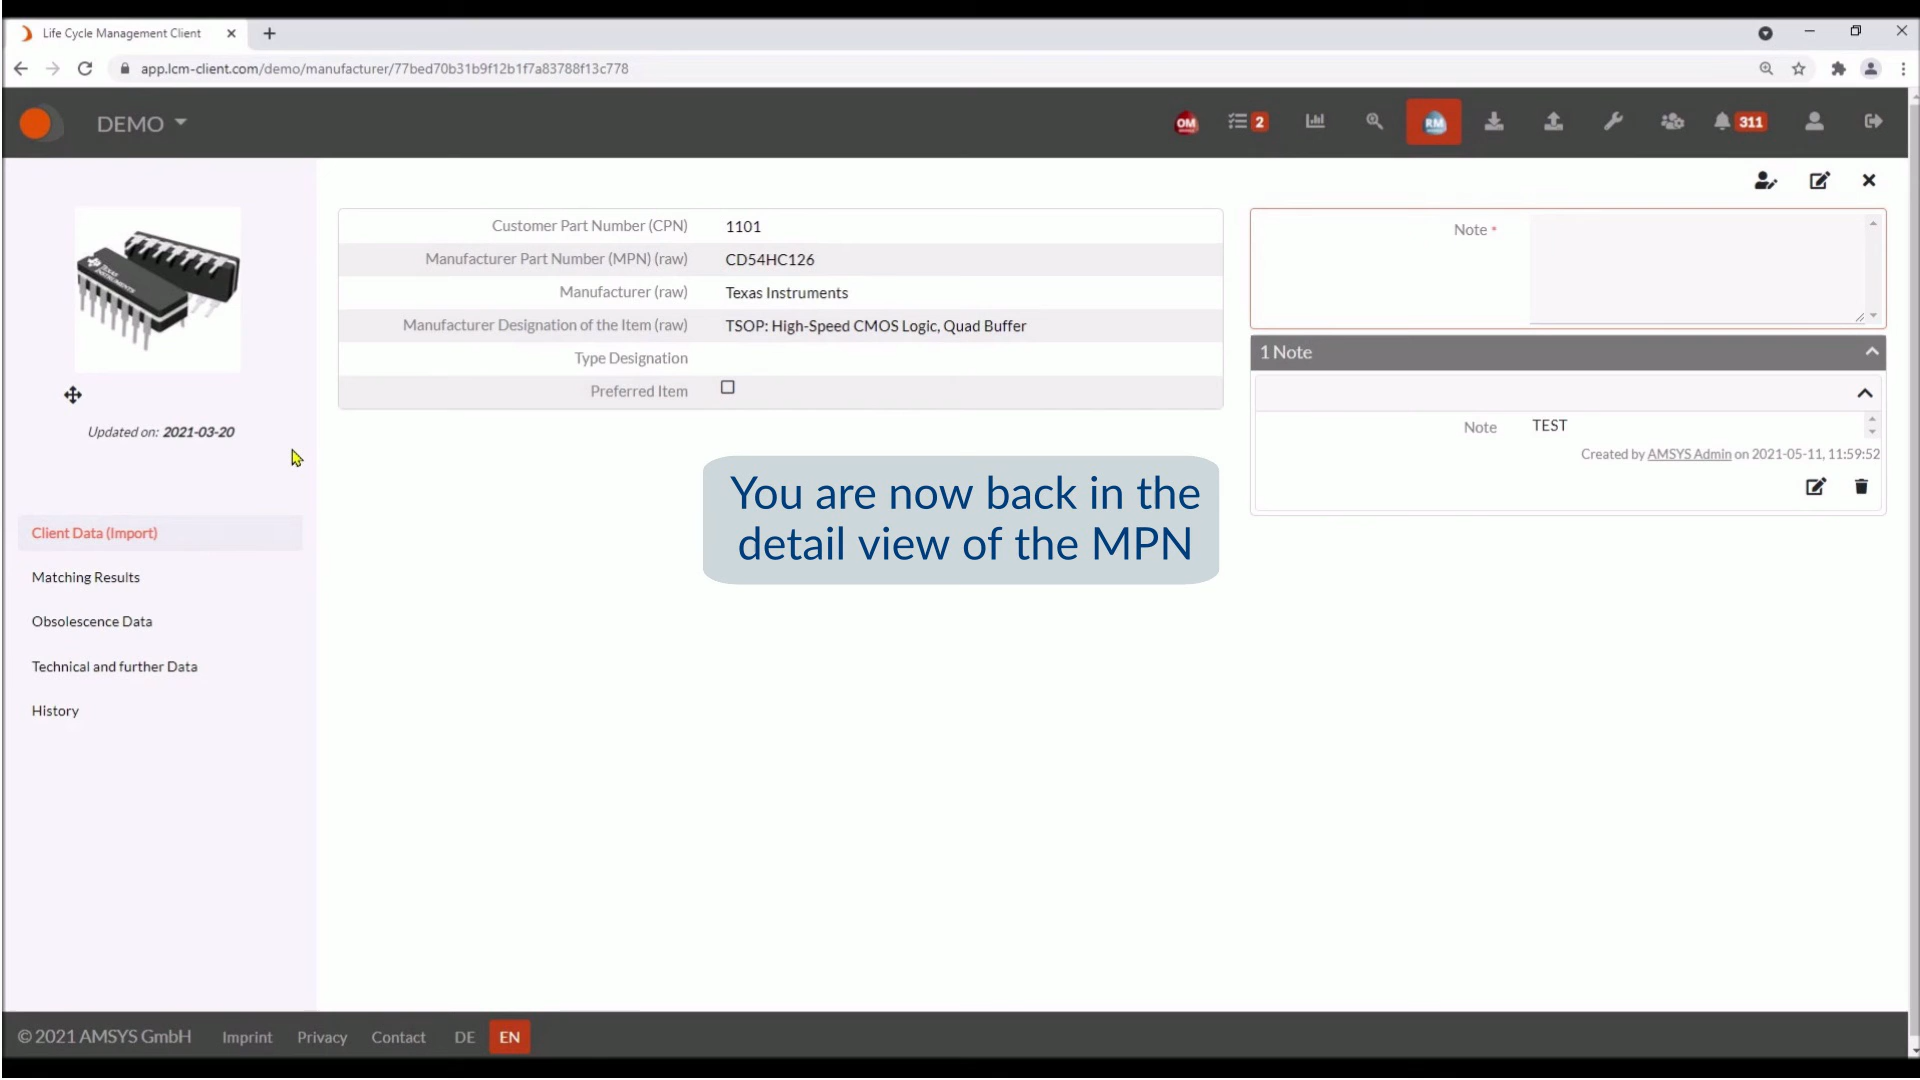 Life Cycle Management Client
app.lcm-client.com/demo/manufacturer/77bed70b31b9f12b1f7a83788f13c778
DEMO
OM
2
RM
311
Customer Part Number (CPN) 1101
Manufacturer Part Number (MPN) (raw) CD54HC126
Manufacturer (raw) Texas Instruments
Manufacturer Designation of the Item (raw) TSOP: High-Speed CMOS Logic, Quad Buffer
Type Designation
Preferred Item
Note *
1 Note
Note TEST
Created by AMSYS Admin on 2021-05-11, 11:59:52
TEXAS INSTRUMENTS
Updated on: 2021-03-20
Client Data (Import)
Matching Results
Obsolescence Data
Technical and further Data
History
You are now back in the
detail view of the MPN
© 2021 AMSYS GmbH Imprint Privacy Contact DE EN